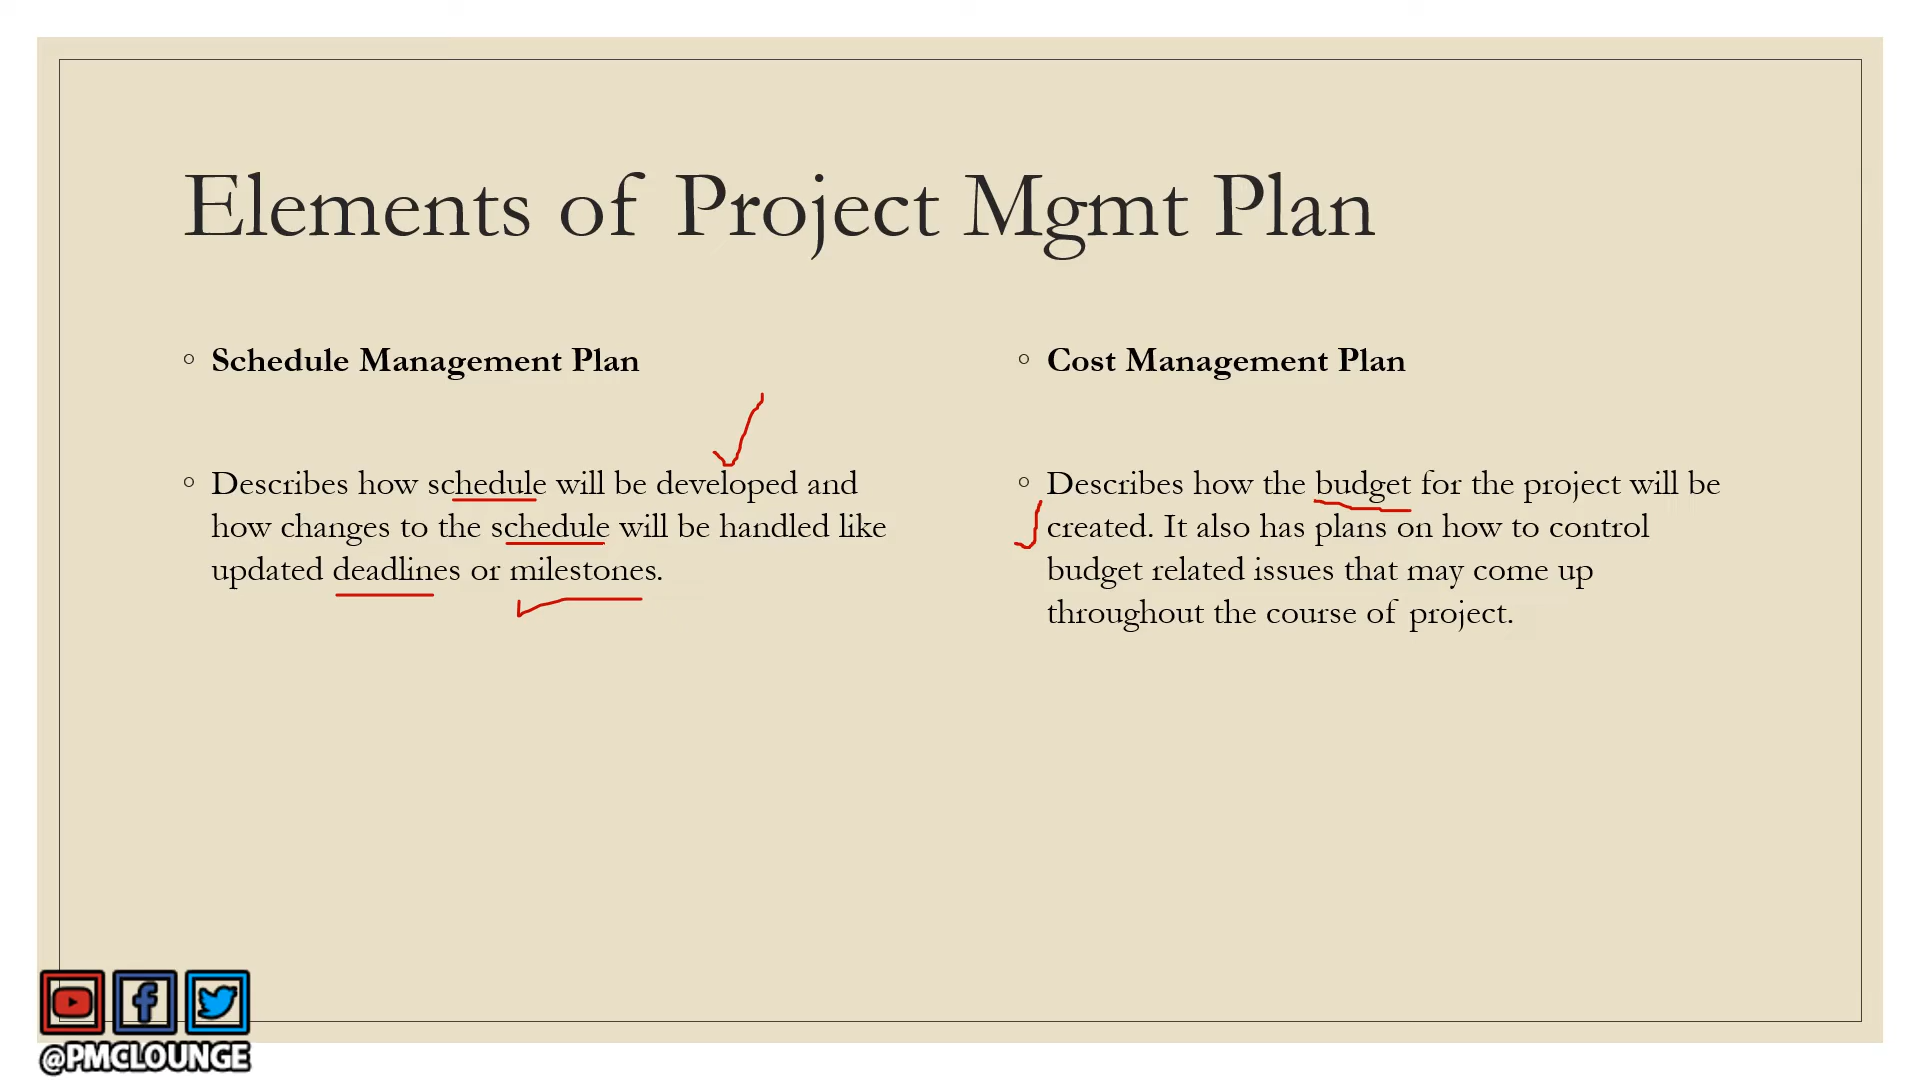 Elements of Project Mgmt Plan
◦ Schedule Management Plan
◦ Describes how schedule will be developed and
how changes to the schedule will be handled like
updated deadlines or milestones.
◦ Cost Management Plan
◦ Describes how the budget for the project will be
created. It also has plans on how to control
budget related issues that may come up
throughout the course of project.
@PMCLOUNGE